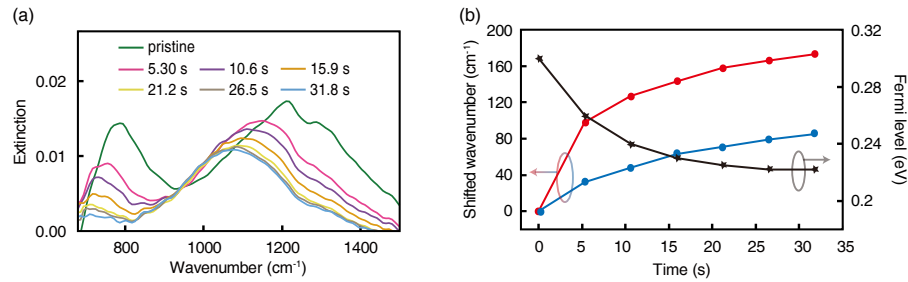 (a)
pristine
5.30 s 10.6 s 15.9 s
21.2 s 26.5 s 31.8 s
0.02
0.01
0.00
Extinction
800 1000 1200 1400
Wavenumber (cm⁻¹)
(b)
200
160
120
80
40
0
Shifted wavenumber (cm⁻¹)
0.32
0.28
0.24
0.2
Fermi level (eV)
0 5 10 15 20 25 30 35
Time (s)